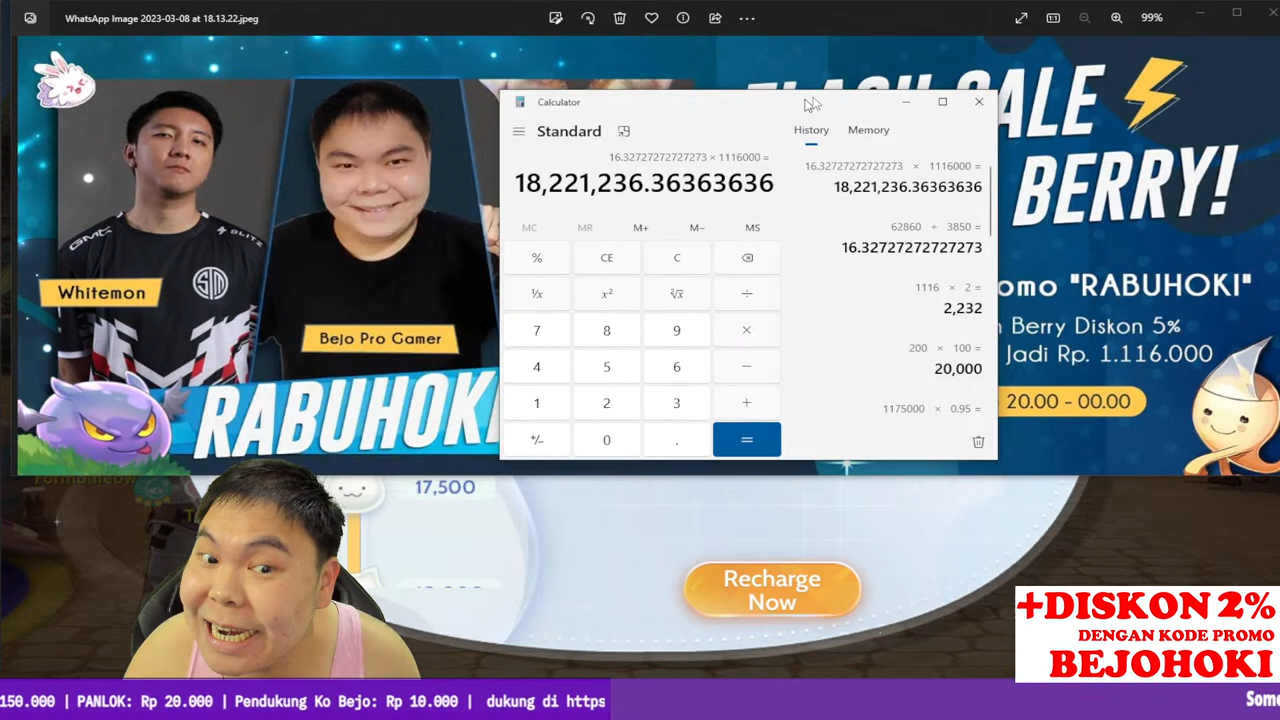 WhatsApp Image 2023-03-08 at 18.13.22.jpeg
99%
GMK
BLITZ
Whitemon
Bejo Pro Gamer
RABUHOKI
BERRY!
"RABUHOKI"
Berry Diskon 5%
Jadi Rp. 1.116.000
20.00 - 00.00
Calculator
Standard
16.32727272727273 × 1116000 =
18,221,236.36363636
MC MR M+ M− MS
% CE C
¹/x x² ²√x ÷
7 8 9 ×
4 5 6 −
1 2 3 +
+/− 0 . =
History Memory
16.32727272727273 × 1116000 =
18,221,236.36363636
62860 ÷ 3850 =
16.32727272727273
1116 × 2 =
2,232
200 × 100 =
20,000
1175000 × 0.95 =
17,500
Recharge
Now
+DISKON 2%
DENGAN KODE PROMO
BEJOHOKI
150.000 | PANLOK: Rp 20.000 | Pendukung Ko Bejo: Rp 10.000 | dukung di https